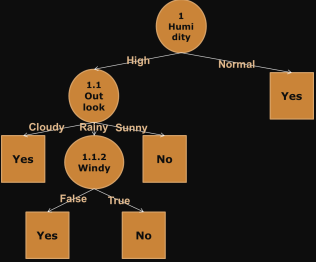 1
Humi
dity
High
Normal
1.1
Out
look
Yes
Cloudy Rainy Sunny
Yes
1.1.2
Windy
No
False True
Yes
No